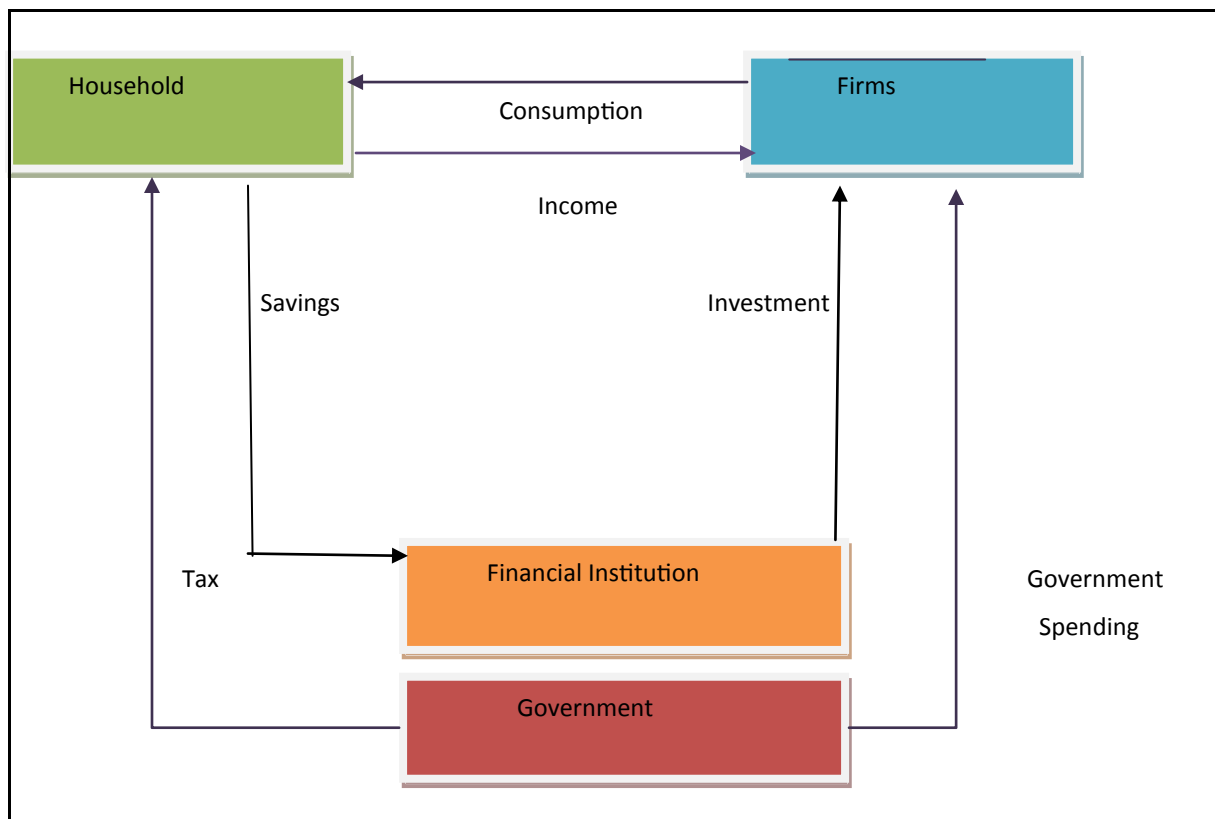 Household
Firms
Consumption
Income
Savings
Investment
Tax
Financial Institution
Government
Spending
Government